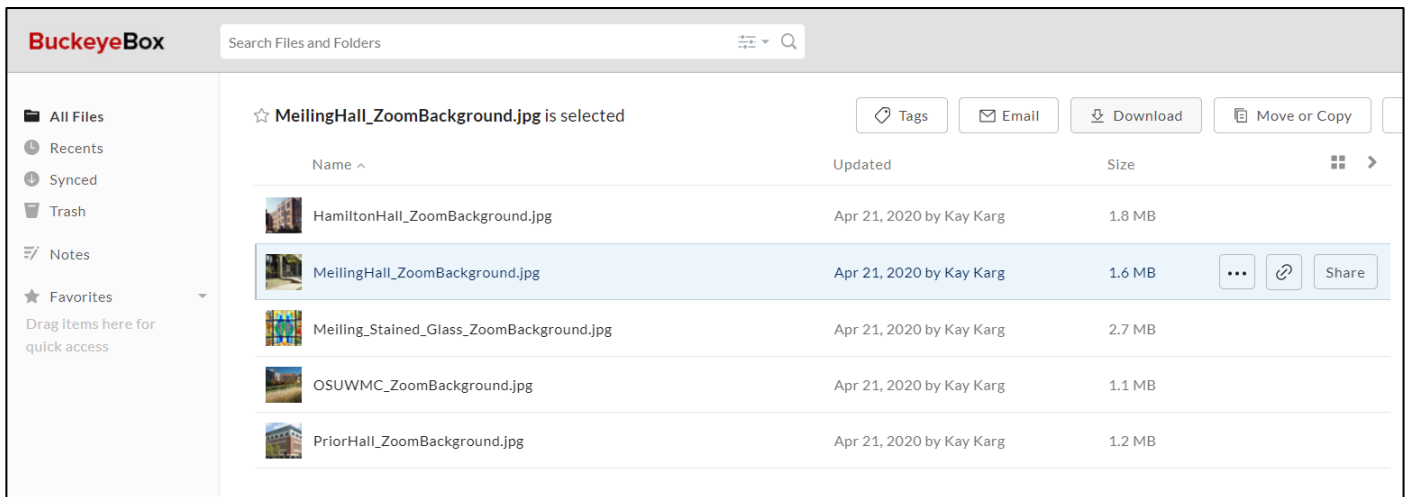 BuckeyeBox
Search Files and Folders
All Files
Recents
Synced
Trash
Notes
Favorites
Drag items here for
quick access
MeilingHall_ZoomBackground.jpg is selected
Tags Email Download Move or Copy
Name Updated Size
HamiltonHall_ZoomBackground.jpg Apr 21, 2020 by Kay Karg 1.8 MB
MeilingHall_ZoomBackground.jpg Apr 21, 2020 by Kay Karg 1.6 MB Share
Meiling_Stained_Glass_ZoomBackground.jpg Apr 21, 2020 by Kay Karg 2.7 MB
OSUWMC_ZoomBackground.jpg Apr 21, 2020 by Kay Karg 1.1 MB
PriorHall_ZoomBackground.jpg Apr 21, 2020 by Kay Karg 1.2 MB